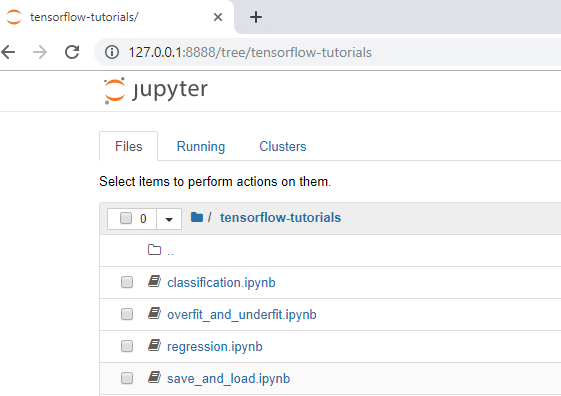 tensorflow-tutorials/
127.0.0.1:8888/tree/tensorflow-tutorials
jupyter
Files Running Clusters
Select items to perform actions on them.
0 / tensorflow-tutorials
..
classification.ipynb
overfit_and_underfit.ipynb
regression.ipynb
save_and_load.ipynb